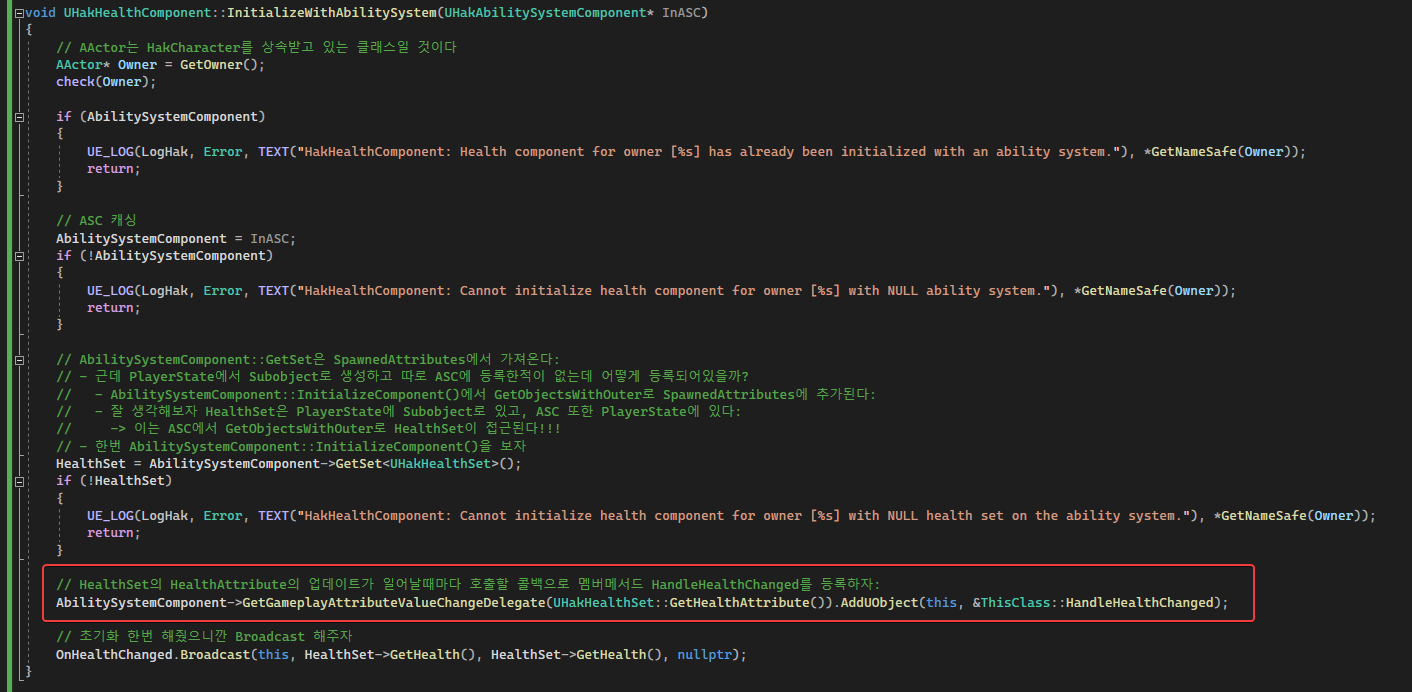 void UHakHealthComponent::InitializeWithAbilitySystem(UHakAbilitySystemComponent* InASC)
{
// AActor는 HakCharacter를 상속받고 있는 클래스일 것이다
AActor* Owner = GetOwner();
check(Owner);
if (AbilitySystemComponent)
{
UE_LOG(LogHak, Error, TEXT("HakHealthComponent: Health component for owner [%s] has already been initialized with an ability system."), *GetNameSafe(Owner));
return;
}
// ASC 캐싱
AbilitySystemComponent = InASC;
if (!AbilitySystemComponent)
{
UE_LOG(LogHak, Error, TEXT("HakHealthComponent: Cannot initialize health component for owner [%s] with NULL ability system."), *GetNameSafe(Owner));
return;
}
// AbilitySystemComponent::GetSet은 SpawnedAttributes에서 가져온다:
// - 근데 PlayerState에서 Subobject로 생성하고 따로 ASC에 등록한적이 없는데 어떻게 등록되어있을까?
//   - AbilitySystemComponent::InitializeComponent()에서 GetObjectsWithOuter로 SpawnedAttributes에 추가된다:
//   - 잘 생각해보자 HealthSet은 PlayerState에 Subobject로 있고, ASC 또한 PlayerState에 있다:
//     -> 이는 ASC에서 GetObjectsWithOuter로 HealthSet이 접근된다!!!
// - 한번 AbilitySystemComponent::InitializeComponent()을 보자
HealthSet = AbilitySystemComponent->GetSet<UHakHealthSet>();
if (!HealthSet)
{
UE_LOG(LogHak, Error, TEXT("HakHealthComponent: Cannot initialize health component for owner [%s] with NULL health set on the ability system."), *GetNameSafe(Owner));
return;
}
// HealthSet의 HealthAttribute의 업데이트가 일어날때마다 호출할 콜백으로 멤버메서드 HandleHealthChanged를 등록하자:
AbilitySystemComponent->GetGameplayAttributeValueChangeDelegate(UHakHealthSet::GetHealthAttribute()).AddUObject(this, &ThisClass::HandleHealthChanged);
// 초기화 한번 해줬으니깐 Broadcast 해주자
OnHealthChanged.Broadcast(this, HealthSet->GetHealth(), HealthSet->GetHealth(), nullptr);
}